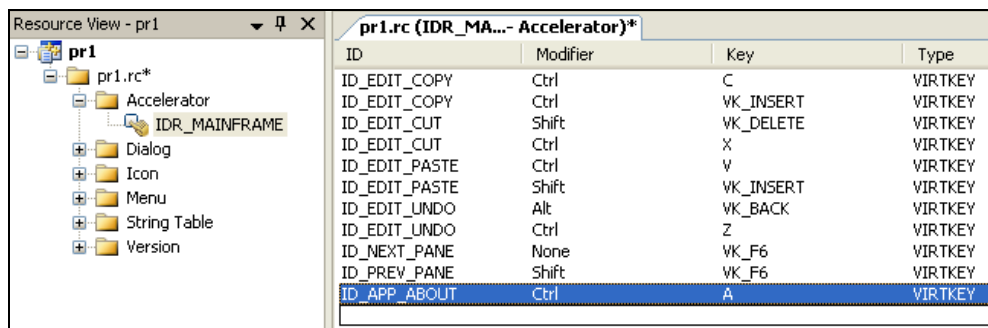 Resource View - pr1
pr1
pr1.rc*
Accelerator
IDR_MAINFRAME
Dialog
Icon
Menu
String Table
Version
pr1.rc (IDR_MA...- Accelerator)*
ID Modifier Key Type
ID_EDIT_COPY Ctrl C VIRTKEY
ID_EDIT_COPY Ctrl VK_INSERT VIRTKEY
ID_EDIT_CUT Shift VK_DELETE VIRTKEY
ID_EDIT_CUT Ctrl X VIRTKEY
ID_EDIT_PASTE Ctrl V VIRTKEY
ID_EDIT_PASTE Shift VK_INSERT VIRTKEY
ID_EDIT_UNDO Alt VK_BACK VIRTKEY
ID_EDIT_UNDO Ctrl Z VIRTKEY
ID_NEXT_PANE None VK_F6 VIRTKEY
ID_PREV_PANE Shift VK_F6 VIRTKEY
ID_APP_ABOUT Ctrl A VIRTKEY